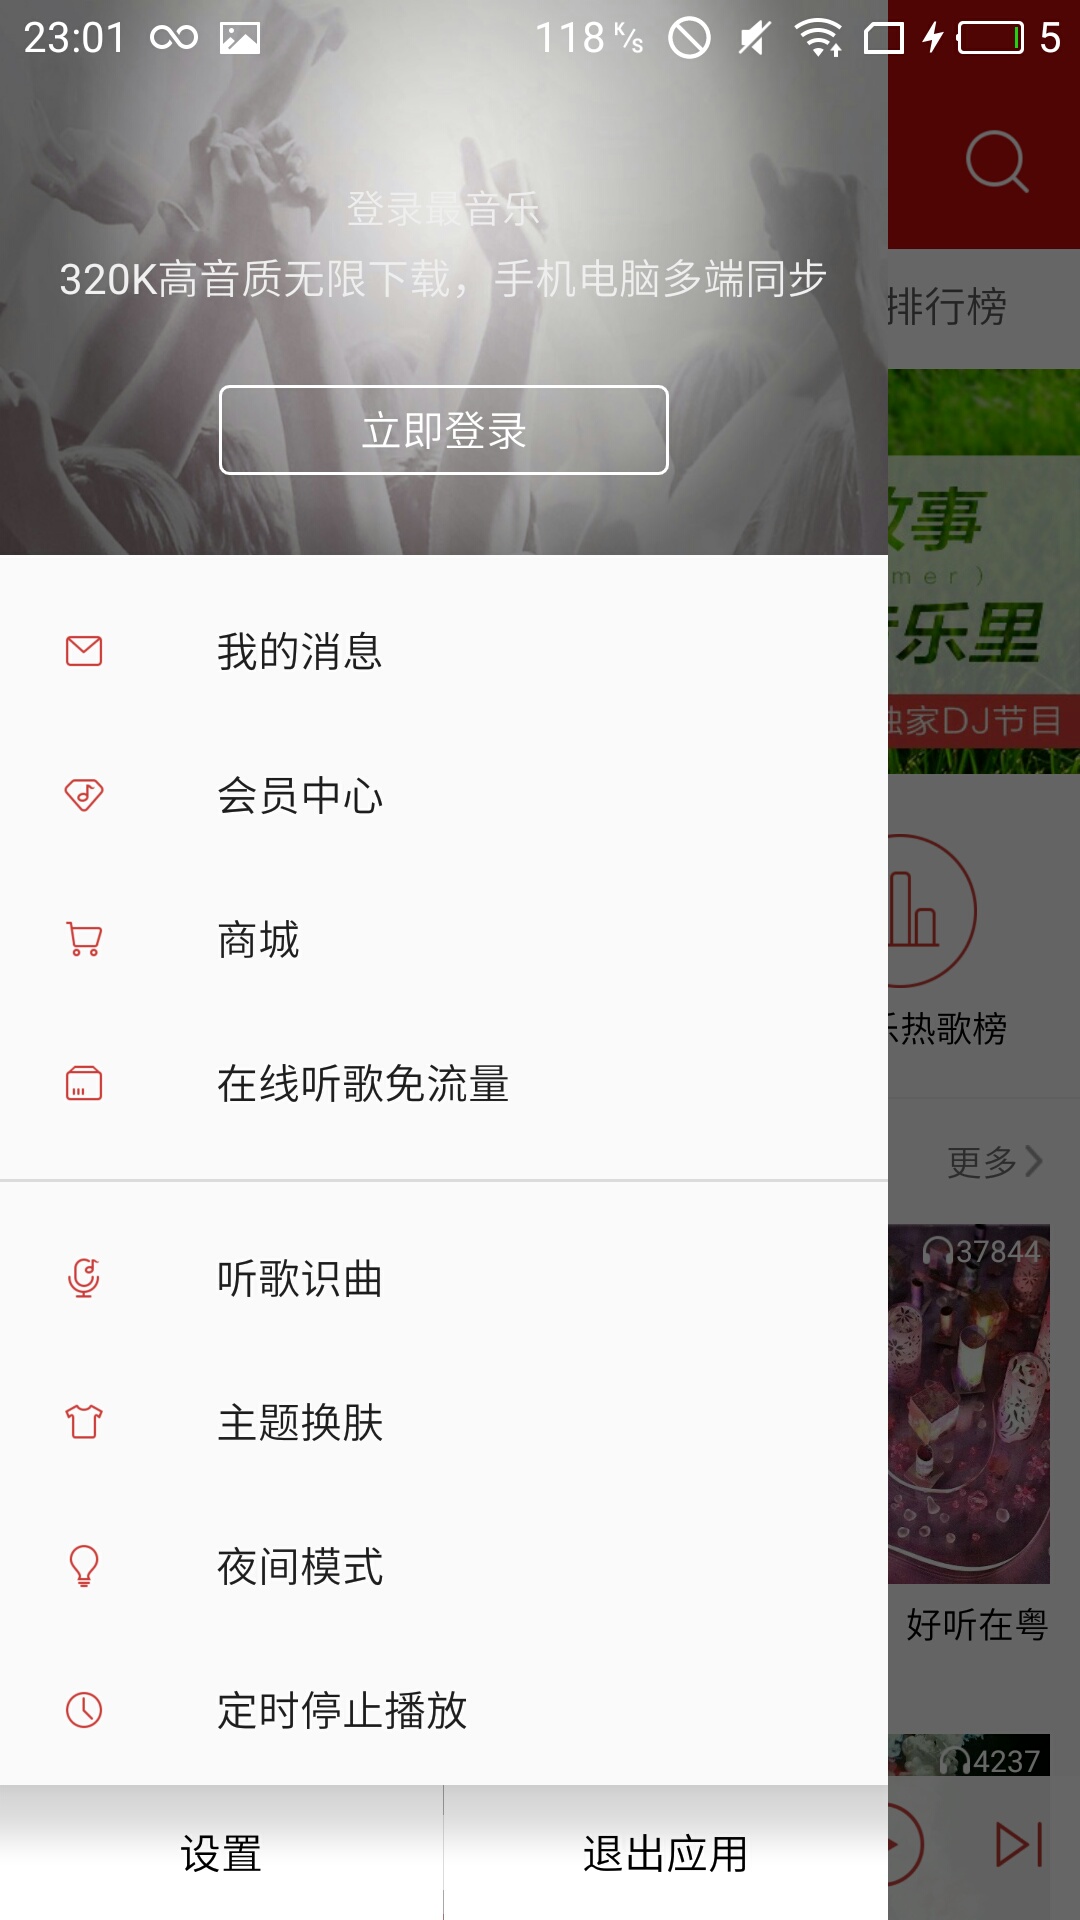 23:01 118 K/s 5
登录最音乐
320K高音质无限下载，手机电脑多端同步
立即登录
排行榜
故事
mer )
乐里
独家DJ节目
我的消息
会员中心
商城
在线听歌免流量
乐热歌榜
更多
37844
听歌识曲
主题换肤
夜间模式
好听在粤
定时停止播放
4237
设置
退出应用